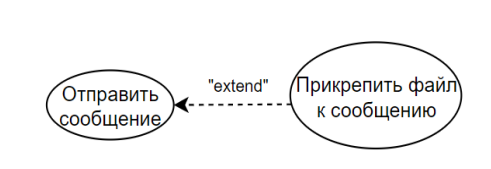 Отправить
сообщение
"extend"
Прикрепить файл
к сообщению